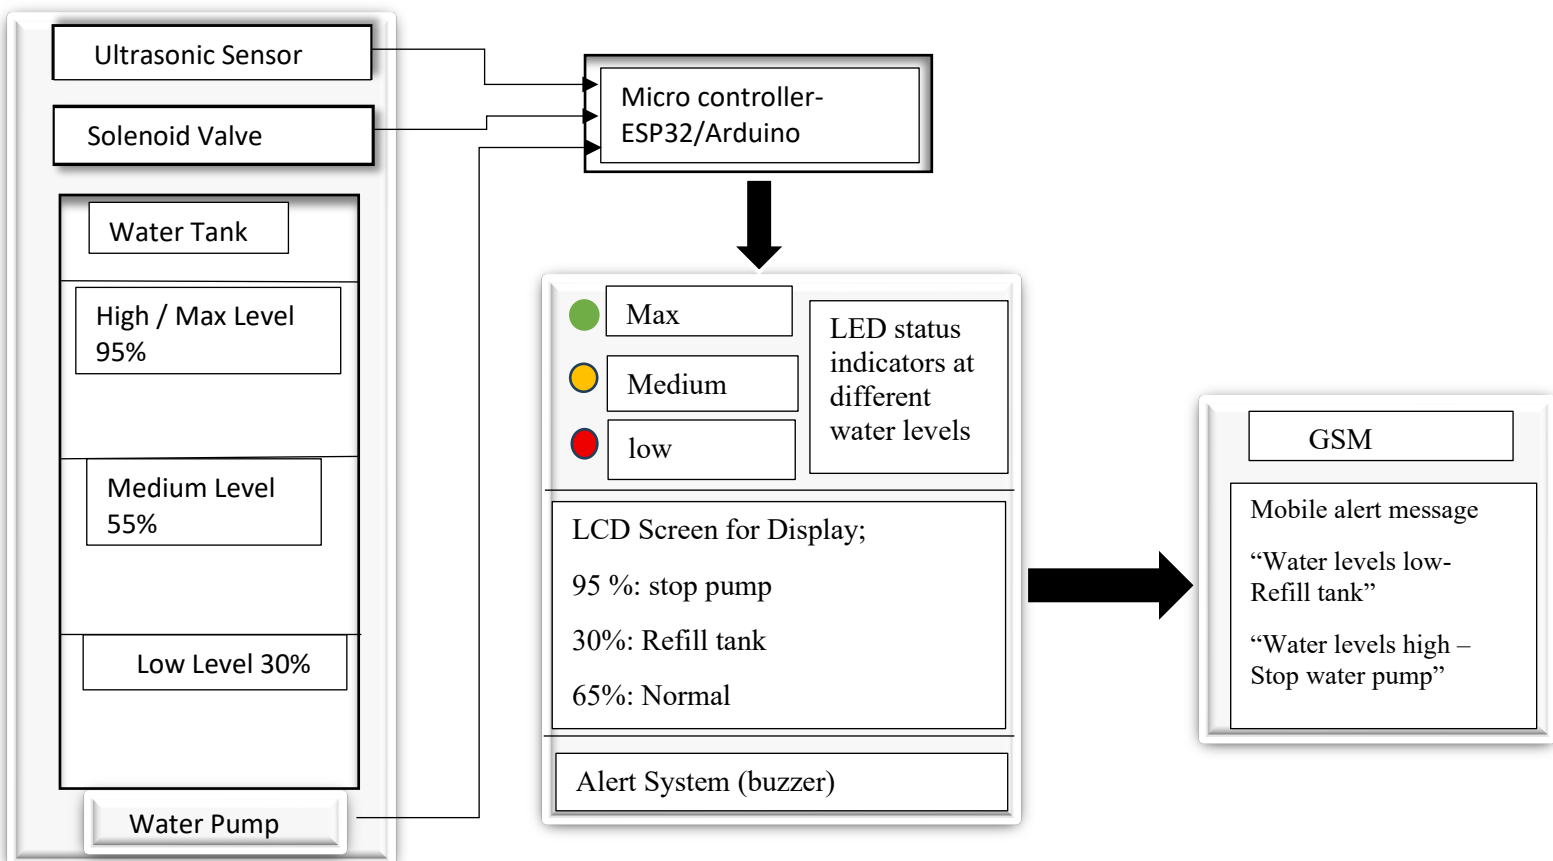 Ultrasonic Sensor
Solenoid Valve
Water Tank
High / Max Level
95%
Medium Level
55%
Low Level 30%
Water Pump
Micro controller-
ESP32/Arduino
Max
Medium
low
LED status
indicators at
different
water levels
LCD Screen for Display;
95 %: stop pump
30%: Refill tank
65%: Normal
Alert System (buzzer)
GSM
Mobile alert message
“Water levels low-
Refill tank”
“Water levels high –
Stop water pump”